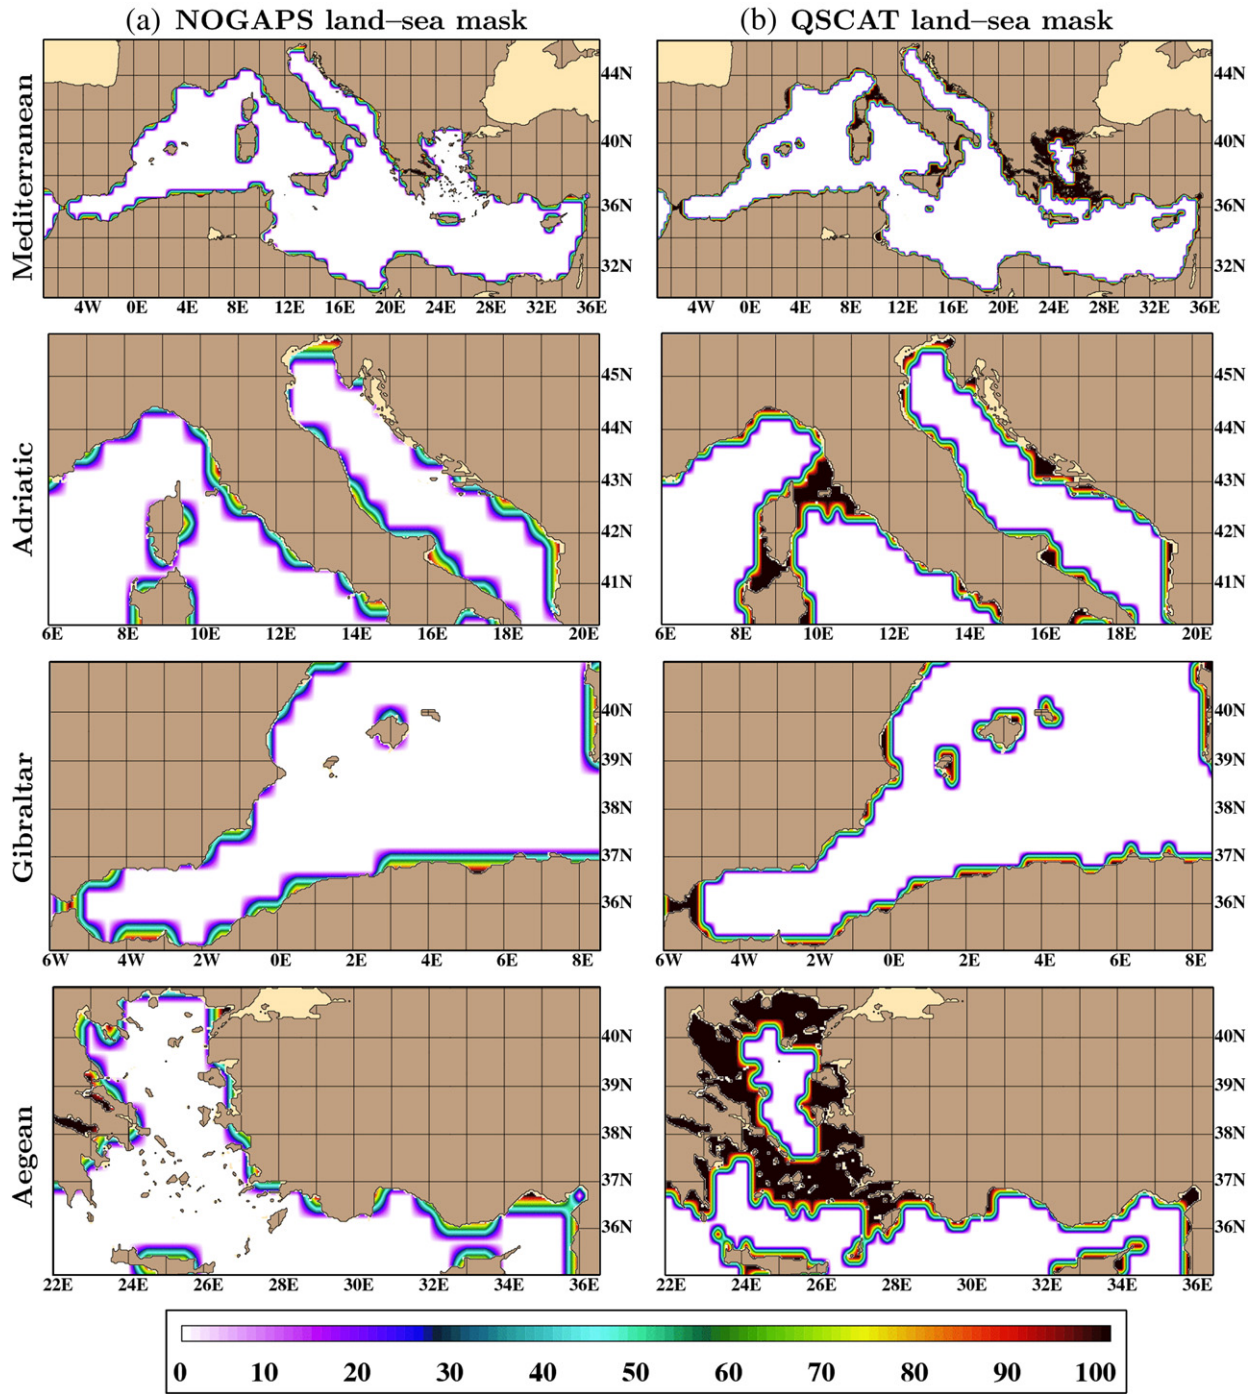 (a) NOGAPS land–sea mask
(b) QSCAT land–sea mask
Mediterranean
44N
42N
40N
38N
36N
32N
4W 0E 4E 8E 12E 16E 20E 24E 28E 32E 36E
44N
42N
40N
38N
36N
32N
4W 0E 4E 8E 12E 16E 20E 24E 28E 32E 36E
Adriatic
45N
44N
43N
42N
41N
6E 8E 10E 12E 14E 16E 18E 20E
45N
44N
43N
42N
41N
6E 8E 10E 12E 14E 16E 18E 20E
Gibraltar
40N
39N
38N
37N
36N
6W 4W 2W 0E 2E 4E 6E 8E
40N
39N
38N
37N
36N
6W 4W 2W 0E 2E 4E 6E 8E
Aegean
40N
39N
38N
37N
36N
22E 24E 26E 28E 30E 32E 34E 36E
40N
39N
38N
37N
36N
22E 24E 26E 28E 30E 32E 34E 36E
0 10 20 30 40 50 60 70 80 90 100